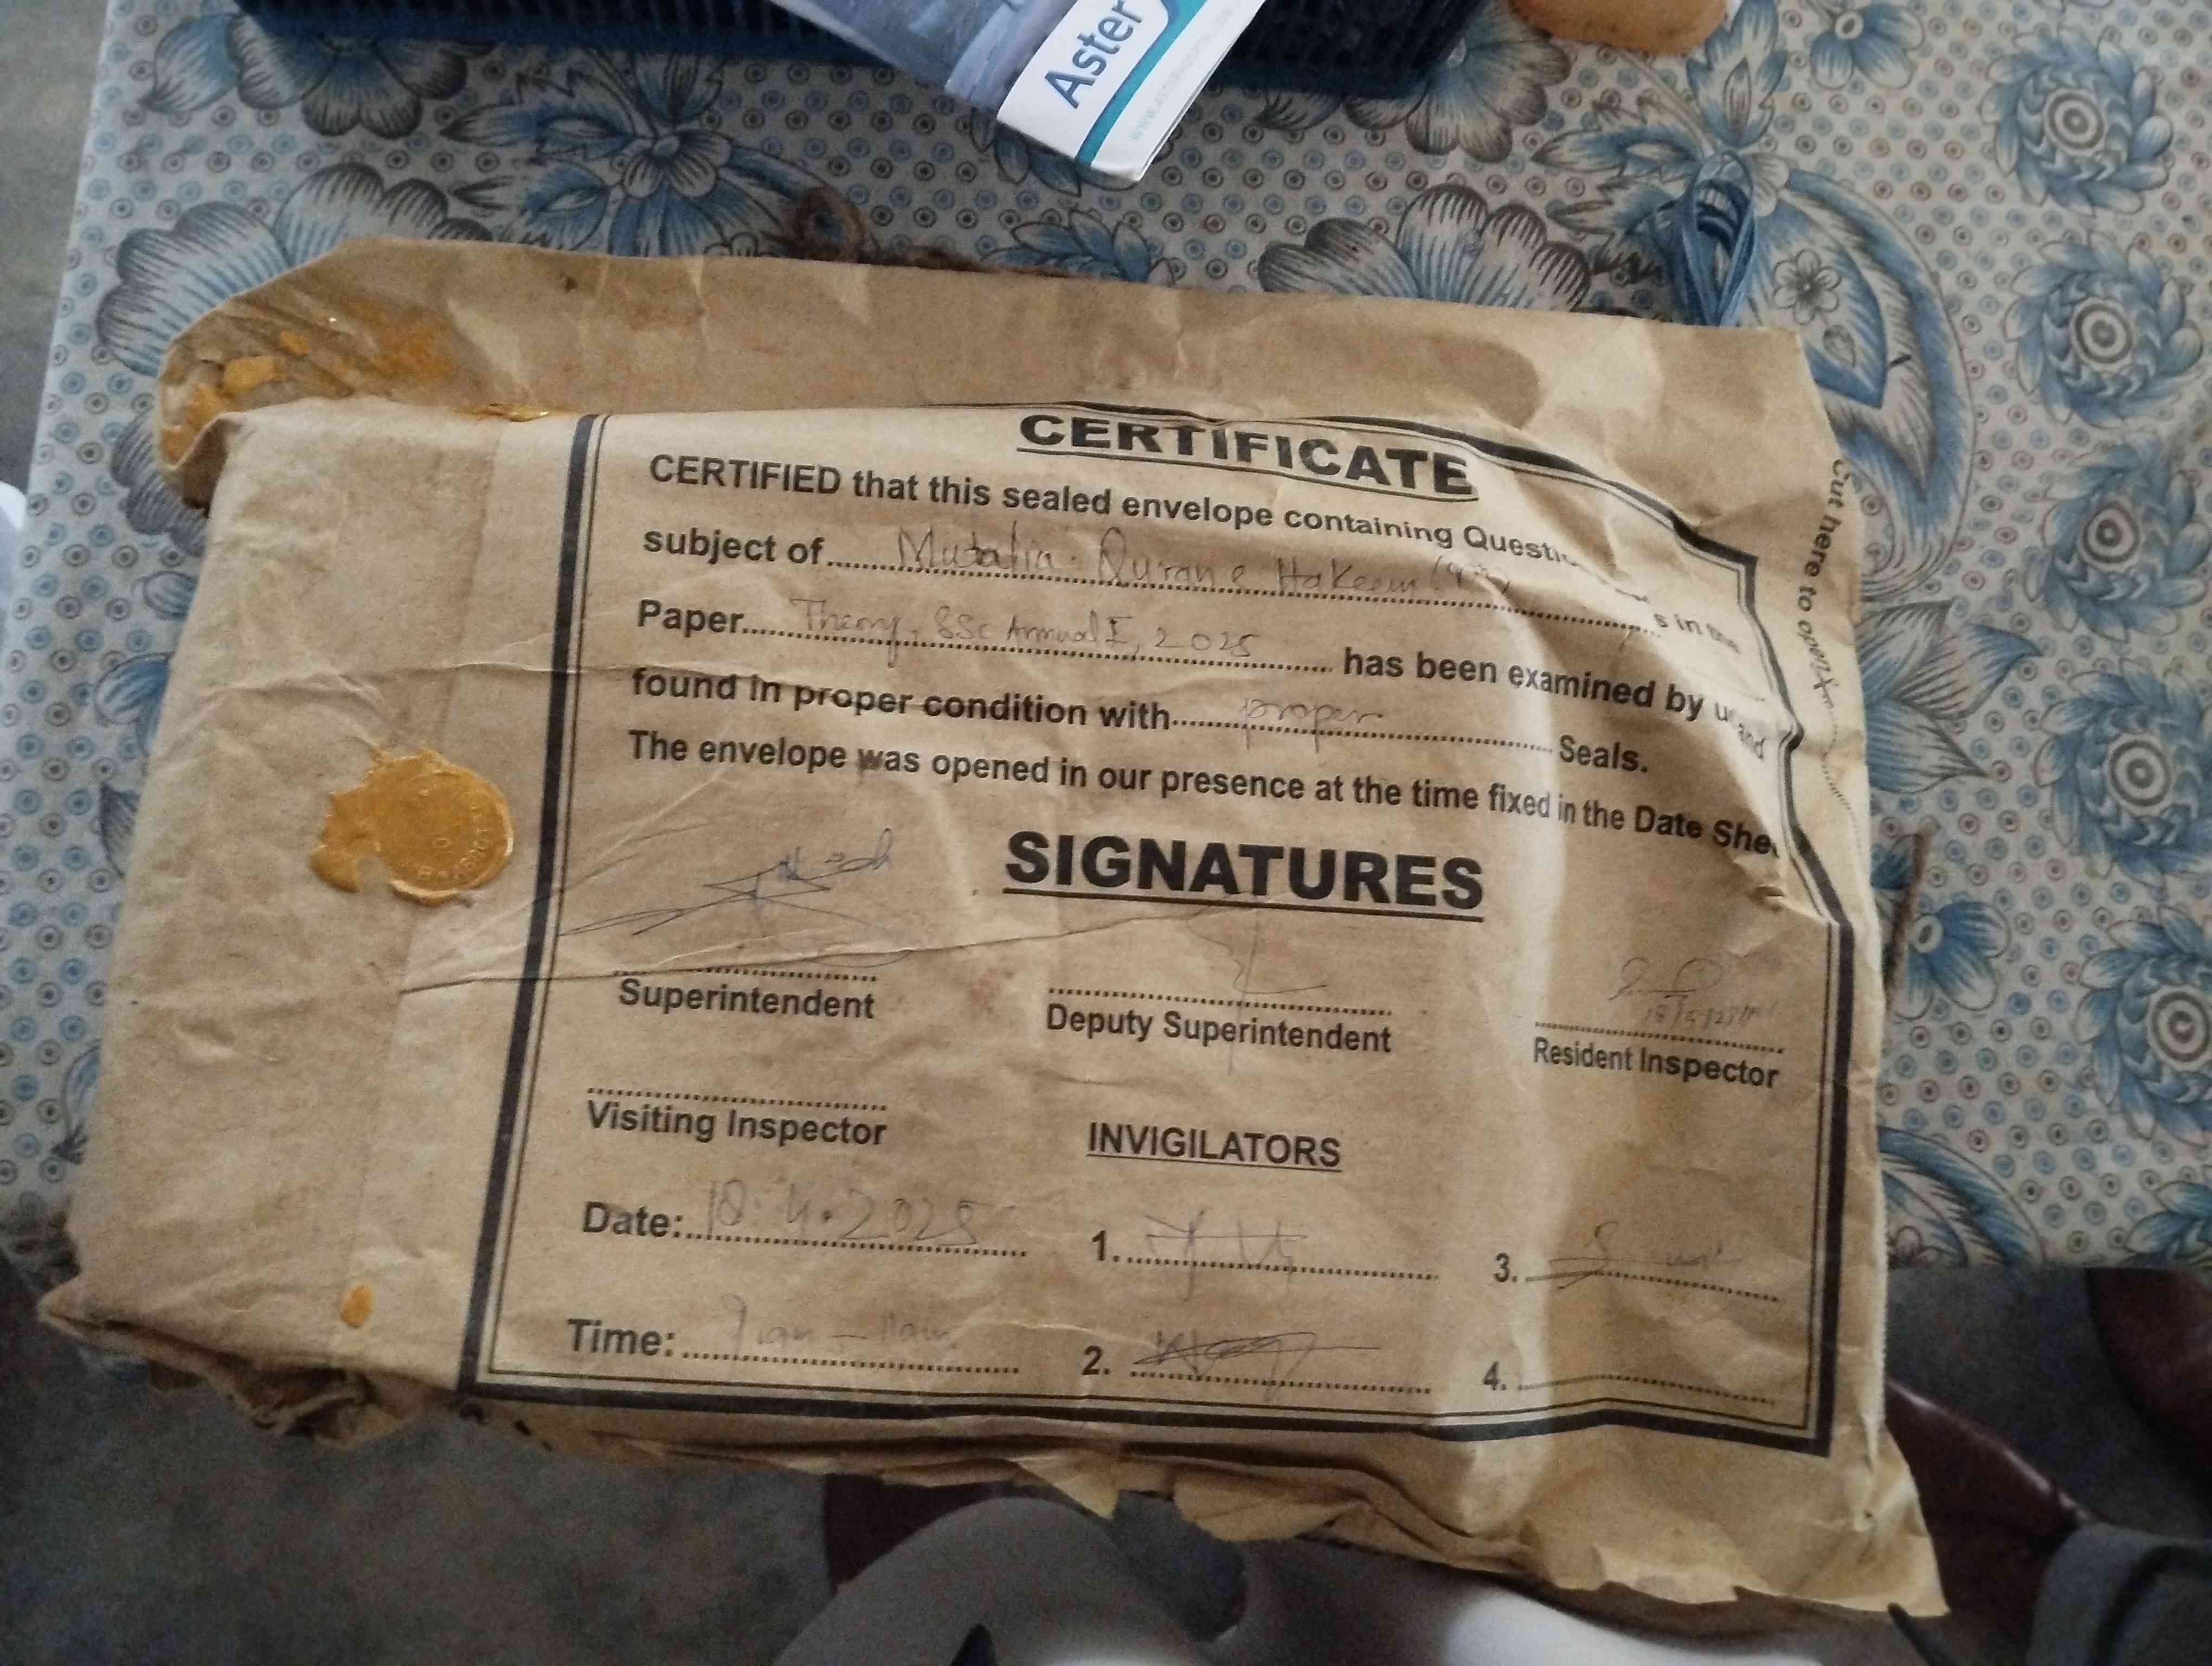 Aster
CERTIFICATE
CERTIFIED that this sealed envelope containing
subject of Mutalia Quran e Hakeem s in the
Paper Theory, SSC Annual I, 2025 has been examined by us and
found in proper condition with proper Seals.
The envelope was opened in our presence at the time fixed in the Date
Cut here to open
SIGNATURES
Superintendent
Deputy Superintendent
Resident Inspector
Visiting Inspector
INVIGILATORS
Date: 18.4.2025
1.
3.
Time: 9am - 11am
2.
4.